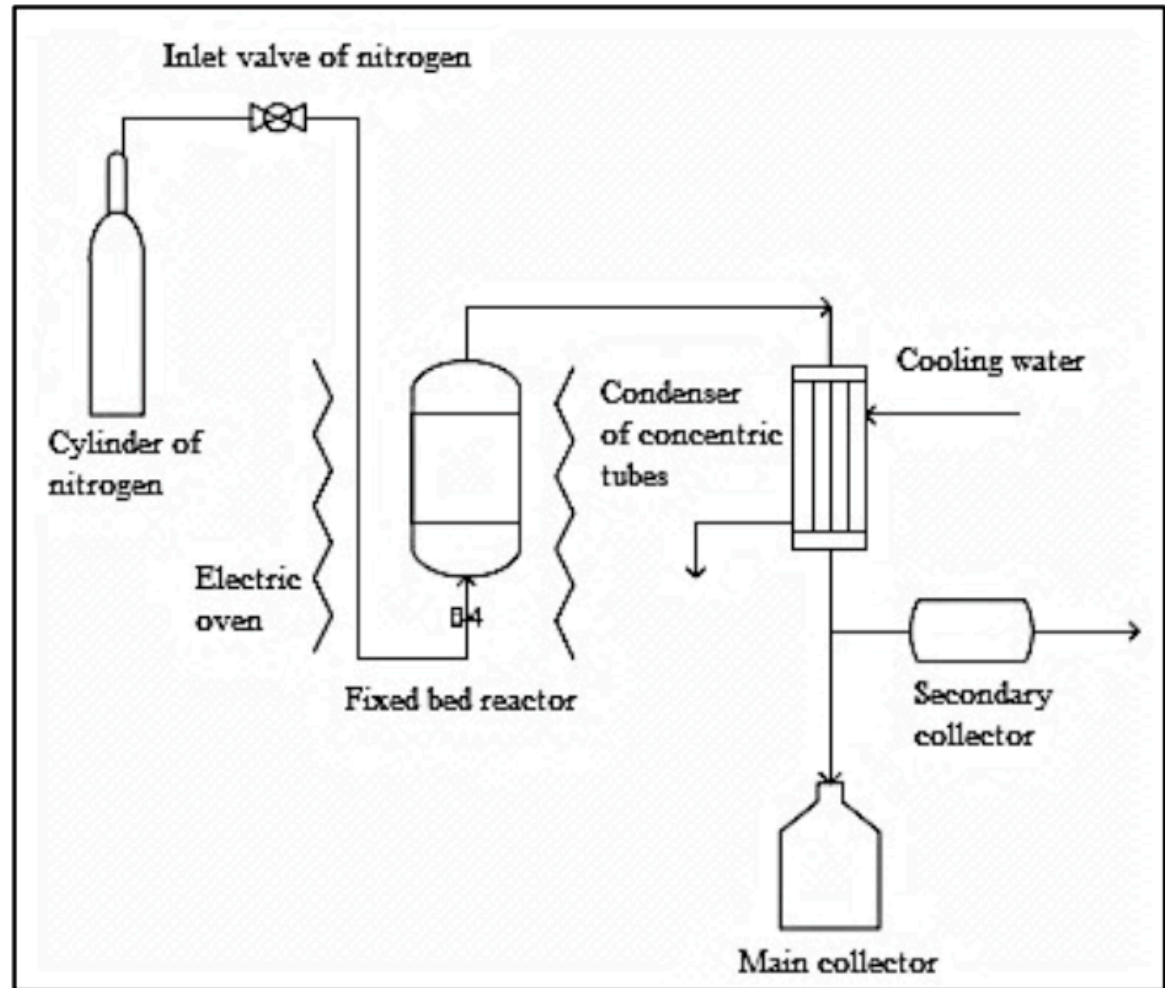 Inlet valve of nitrogen
Cylinder of
nitrogen
Electric
oven
Fixed bed reactor
Condenser
of concentric
tubes
Cooling water
Secondary
collector
Main collector